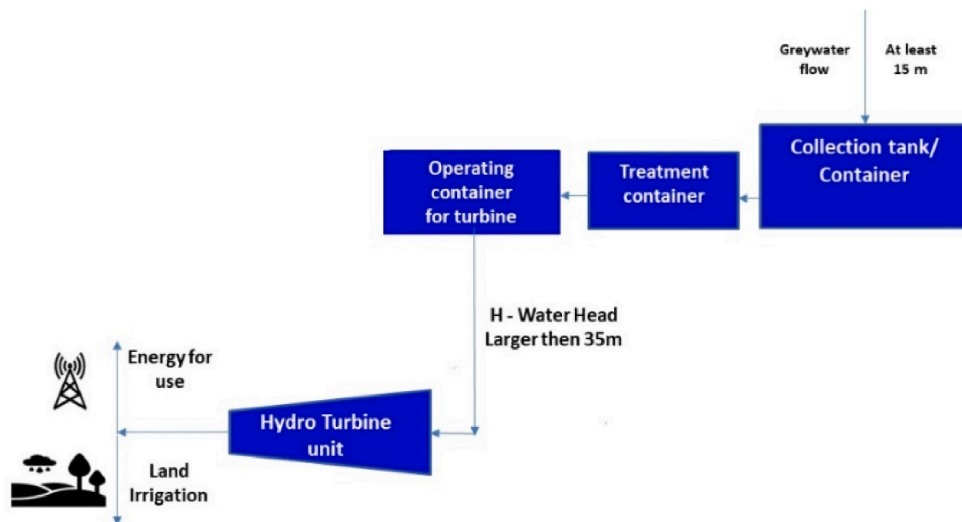 Greywater
flow
At least
15 m
Collection tank/
Container
Treatment
container
Operating
container
for turbine
H - Water Head
Larger then 35m
Energy for
use
Hydro Turbine
unit
Land
Irrigation